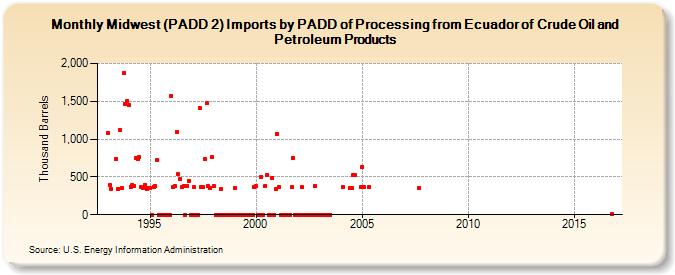 Monthly Midwest (PADD 2) Imports by PADD of Processing from Ecuador of Crude Oil and
Petroleum Products
Thousand Barrels
2,000
1,500
1,000
500
0
1995
2000
2005
2010
2015
Source: U.S. Energy Information Administration